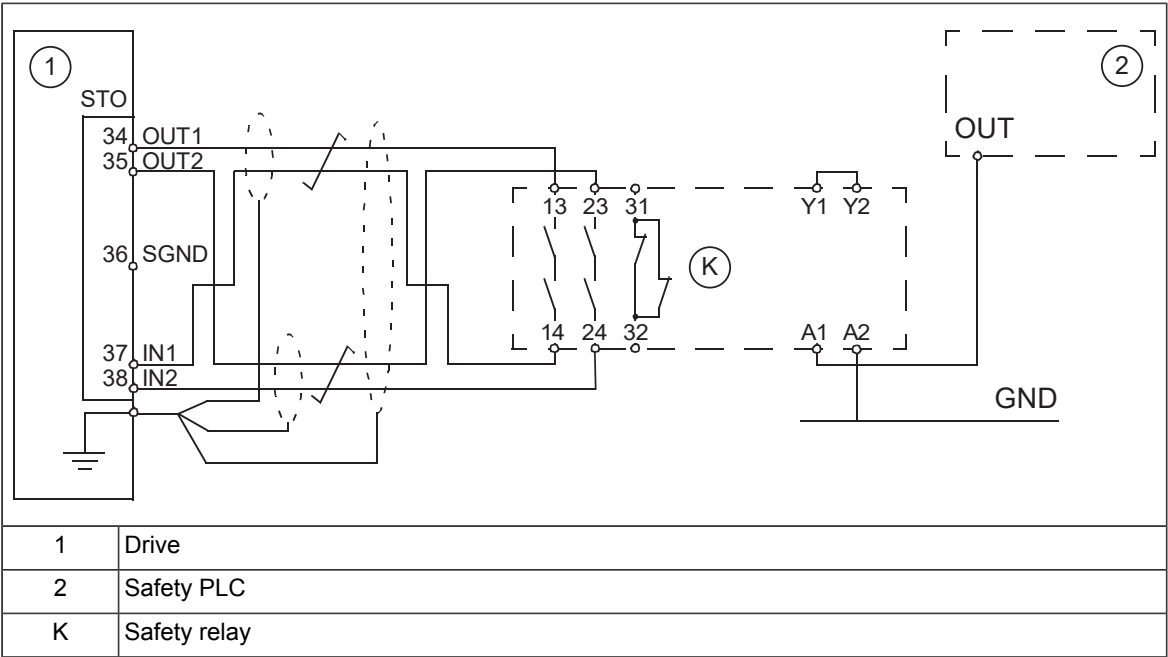 1
2
STO
34 OUT1
35 OUT2
OUT
13 23 31
Y1 Y2
36 SGND
K
14 24 32
A1 A2
37 IN1
38 IN2
GND
1 Drive
2 Safety PLC
K Safety relay